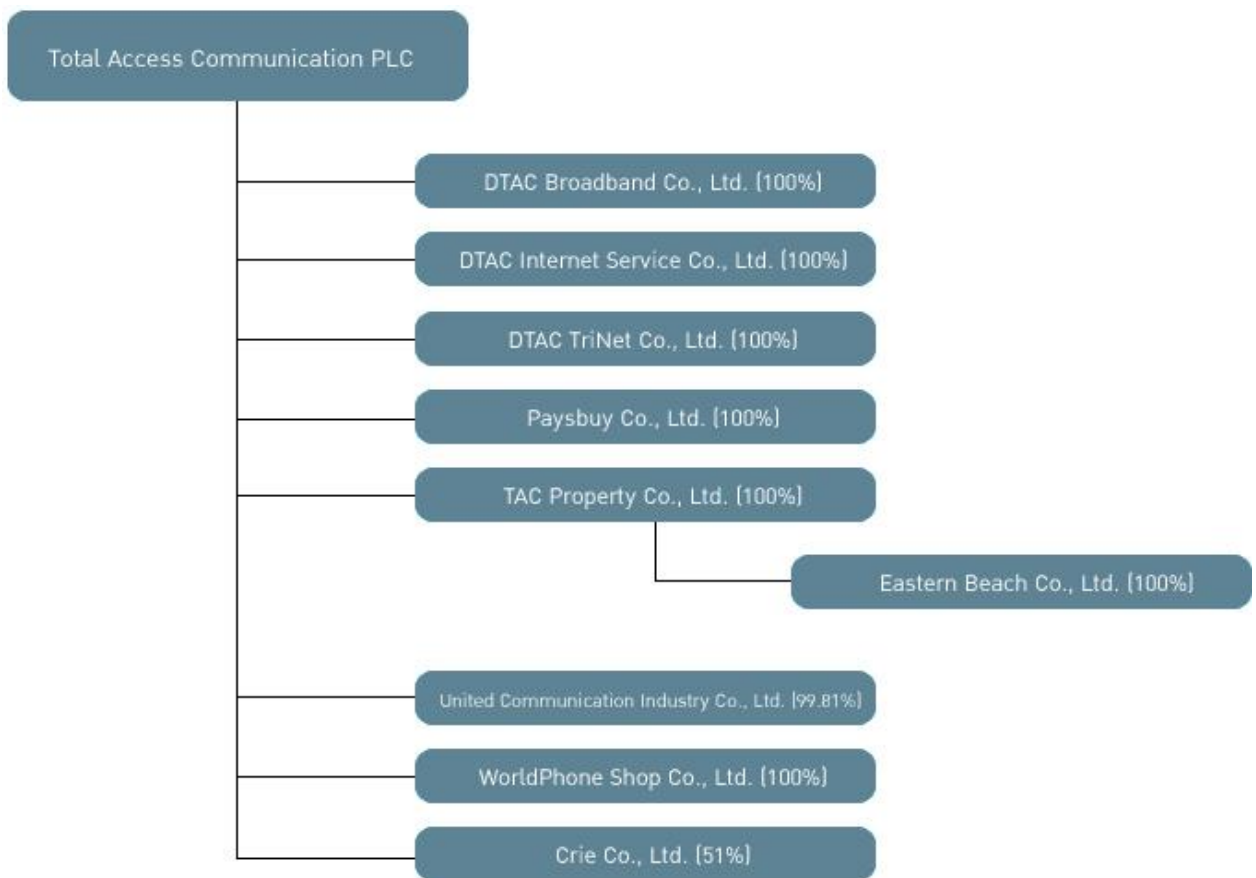 Total Access Communication PLC
DTAC Broadband Co., Ltd. (100%)
DTAC Internet Service Co., Ltd. (100%)
DTAC TriNet Co., Ltd. (100%)
Paysbuy Co., Ltd. (100%)
TAC Property Co., Ltd. (100%)
Eastern Beach Co., Ltd. (100%)
United Communication Industry Co., Ltd. (99.81%)
WorldPhone Shop Co., Ltd. (100%)
Crie Co., Ltd. (51%)